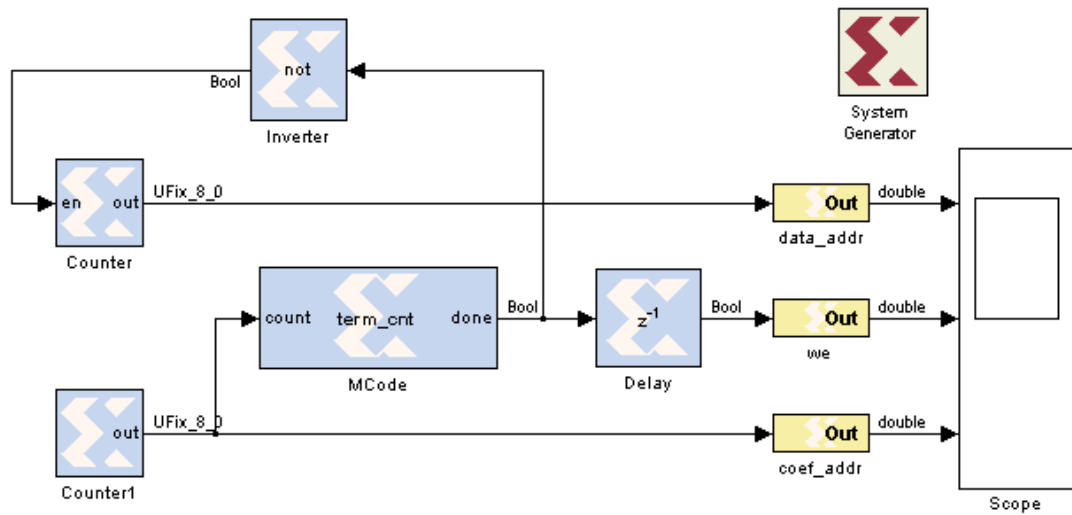 not
Bool
Inverter
System
Generator
en
out
UFix_8_0
Counter
Out
double
data_addr
count
term_cnt
done
Bool
MCode
z-1
Bool
Delay
Out
double
we
out
UFix_8_0
Counter1
Out
double
coef_addr
Scope